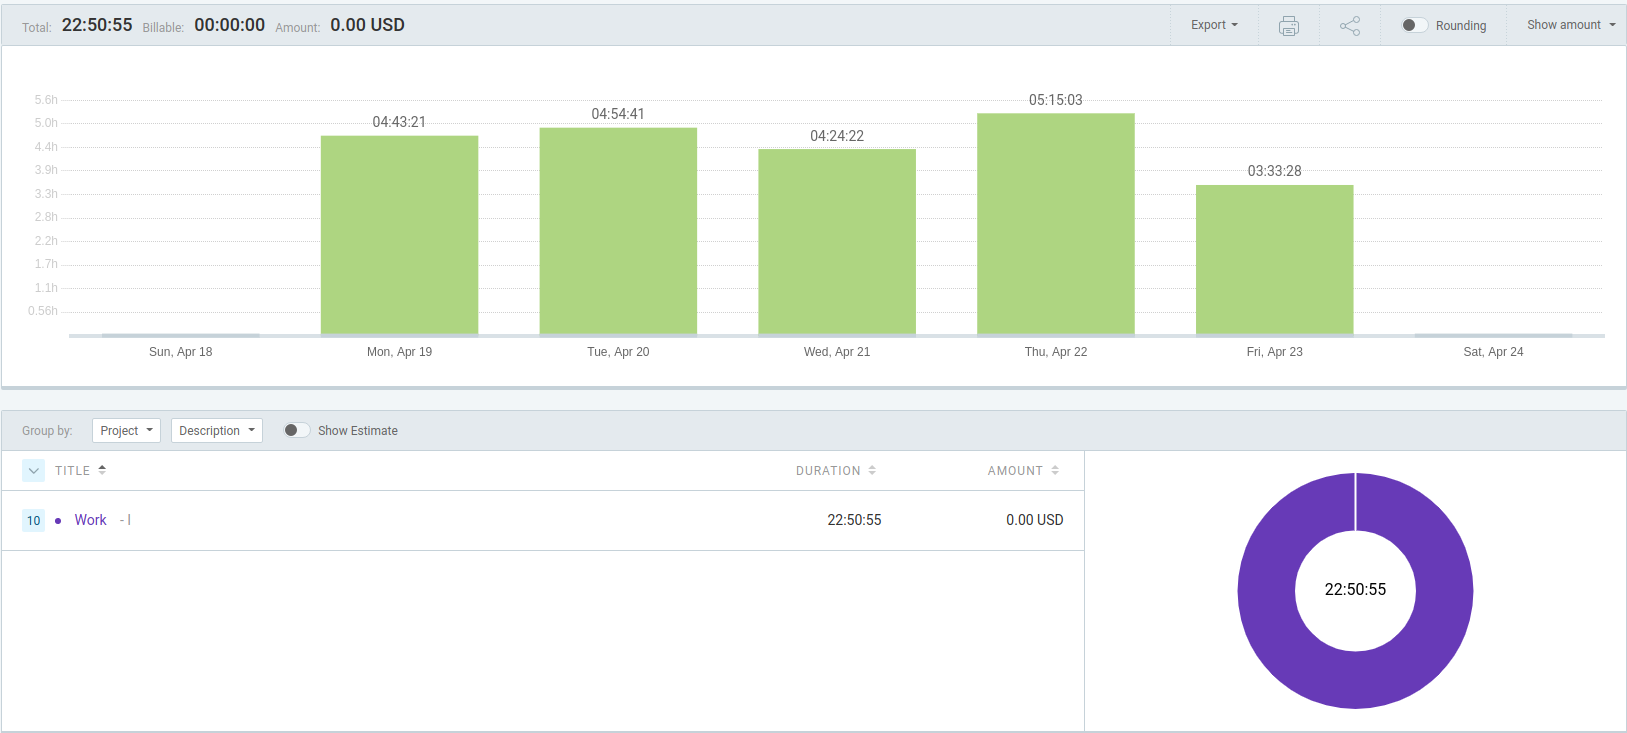 Total: 22:50:55 Billable: 00:00:00 Amount: 0.00 USD Export Rounding Show amount
5.6h
5.0h
4.4h
3.9h
3.3h
2.8h
2.2h
1.7h
1.1h
0.56h
04:43:21
04:54:41
04:24:22
05:15:03
03:33:28
Sun, Apr 18 Mon, Apr 19 Tue, Apr 20 Wed, Apr 21 Thu, Apr 22 Fri, Apr 23 Sat, Apr 24
Group by: Project Description Show Estimate
TITLE DURATION AMOUNT
10 Work - l 22:50:55 0.00 USD
22:50:55